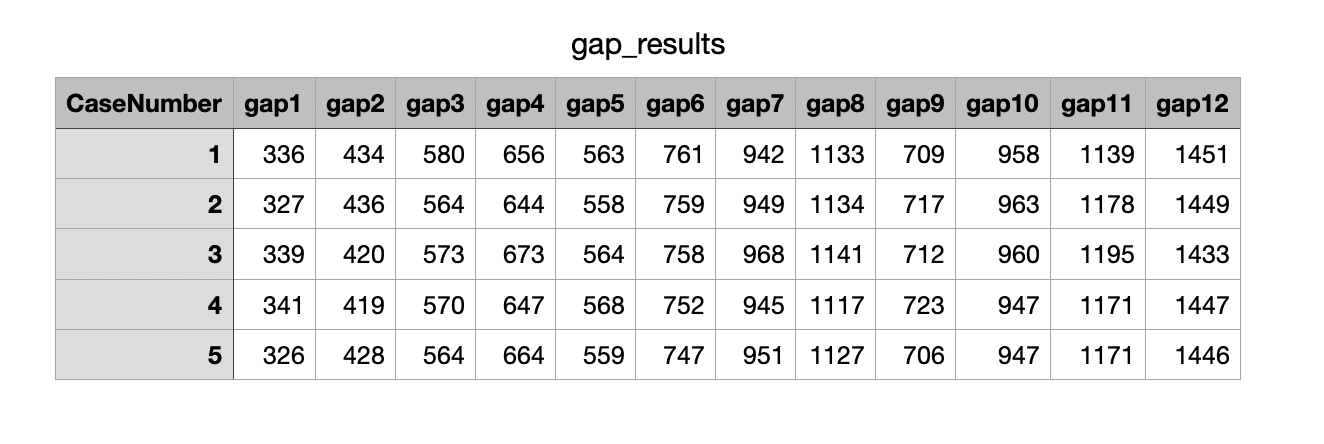 gap_results
CaseNumber gap1 gap2 gap3 gap4 gap5 gap6 gap7 gap8 gap9 gap10 gap11 gap12
1 336 434 580 656 563 761 942 1133 709 958 1139 1451
2 327 436 564 644 558 759 949 1134 717 963 1178 1449
3 339 420 573 673 564 758 968 1141 712 960 1195 1433
4 341 419 570 647 568 752 945 1117 723 947 1171 1447
5 326 428 564 664 559 747 951 1127 706 947 1171 1446